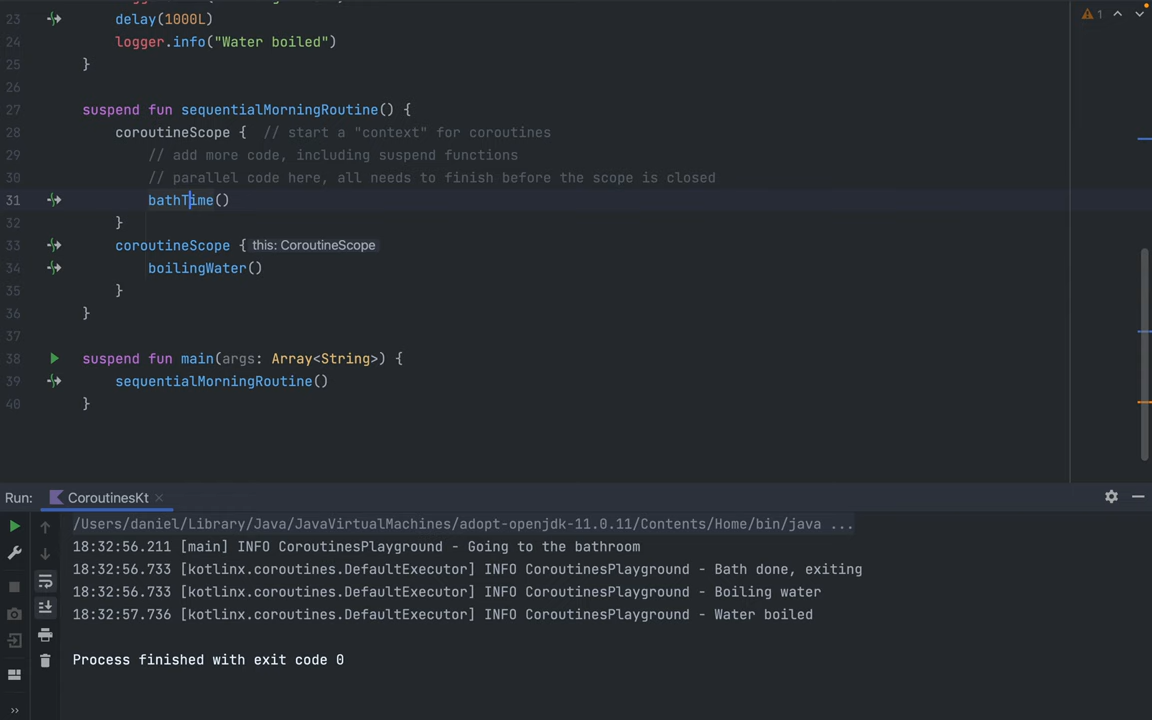 23 delay(1000L)
24 logger.info("Water boiled")
25 }
26
27 suspend fun sequentialMorningRoutine() {
28 coroutineScope { // start a "context" for coroutines
29 // add more code, including suspend functions
30 // parallel code here, all needs to finish before the scope is closed
31 bathTime()
32 }
33 coroutineScope { this: CoroutineScope
34 boilingWater()
35 }
36 }
37
38 suspend fun main(args: Array<String>) {
39 sequentialMorningRoutine()
40 }
1
Run: CoroutinesKt
/Users/daniel/Library/Java/JavaVirtualMachines/adopt-openjdk-11.0.11/Contents/Home/bin/java ...
18:32:56.211 [main] INFO CoroutinesPlayground - Going to the bathroom
18:32:56.733 [kotlinx.coroutines.DefaultExecutor] INFO CoroutinesPlayground - Bath done, exiting
18:32:56.733 [kotlinx.coroutines.DefaultExecutor] INFO CoroutinesPlayground - Boiling water
18:32:57.736 [kotlinx.coroutines.DefaultExecutor] INFO CoroutinesPlayground - Water boiled
Process finished with exit code 0